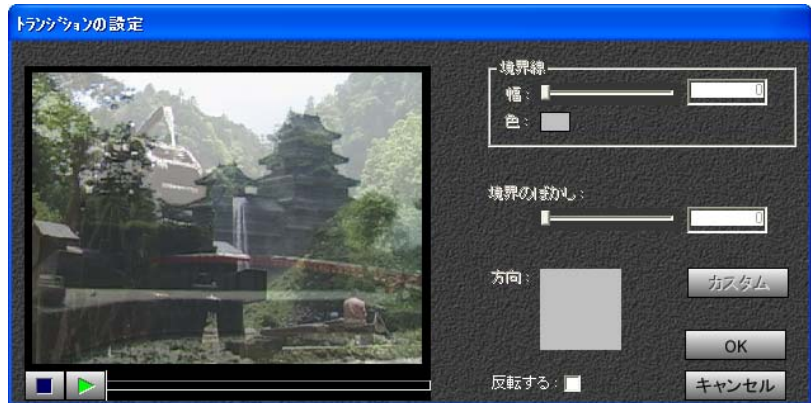 トランジションの設定
境界線
幅: 0
色:
境界のぼかし:
0
方向:
カスタム
OK
反転する:
キャンセル